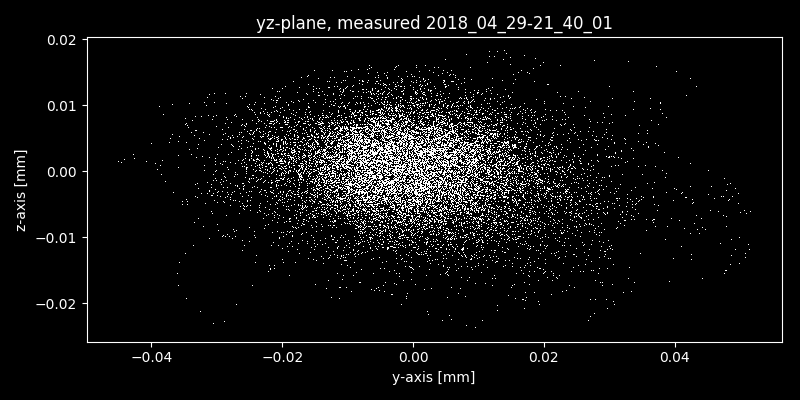 yz-plane, measured 2018_04_29-21_40_01
0.02
0.01
0.00
−0.01
−0.02
z-axis [mm]
−0.04 −0.02 0.00 0.02 0.04
y-axis [mm]